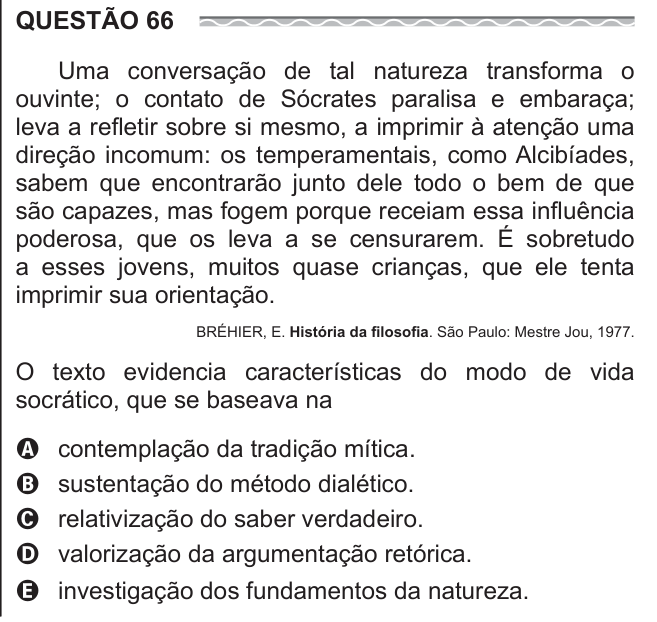 QUESTÃO 66
Uma conversação de tal natureza transforma o
ouvinte; o contato de Sócrates paralisa e embaraça;
leva a refletir sobre si mesmo, a imprimir à atenção uma
direção incomum: os temperamentais, como Alcibíades,
sabem que encontrarão junto dele todo o bem de que
são capazes, mas fogem porque receiam essa influência
poderosa, que os leva a se censurarem. É sobretudo
a esses jovens, muitos quase crianças, que ele tenta
imprimir sua orientação.
BRÉHIER, E. História da filosofia. São Paulo: Mestre Jou, 1977.
O texto evidencia características do modo de vida
socrático, que se baseava na
A contemplação da tradição mítica.
B sustentação do método dialético.
C relativização do saber verdadeiro.
D valorização da argumentação retórica.
E investigação dos fundamentos da natureza.